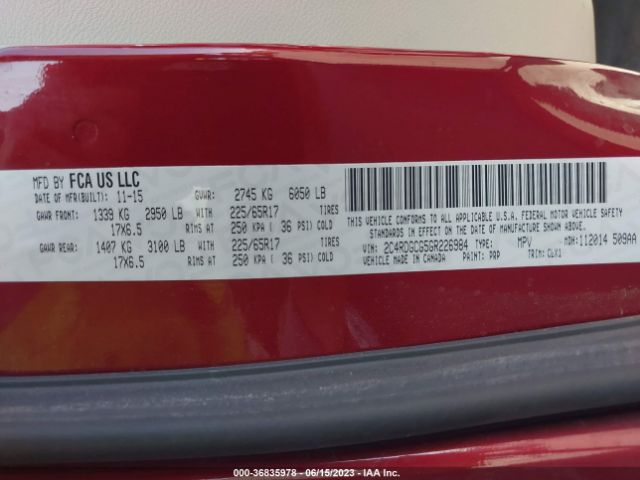 MFD BY FCA US LLC
DATE OF MFR(BUILT): 11-15 GVWR: 2745 KG 6050 LB
GAWR FRONT: 1339 KG 2950 LB WITH 225/65R17 TIRES
17X6.5 RIMS AT 250 KPA ( 36 PSI) COLD
GAWR REAR: 1407 KG 3100 LB WITH 225/65R17 TIRES
17X6.5 RIMS AT 250 KPA ( 36 PSI) COLD
THIS VEHICLE CONFORMS TO ALL APPLICABLE U.S.A. FEDERAL MOTOR VEHICLE SAFETY
STANDARDS IN EFFECT ON THE DATE OF MANUFACTURE SHOWN ABOVE.
VIN: 2C4RDGCG5GR226984 TYPE: MPV MDH: 112014 509AA
VEHICLE MADE IN CANADA PAINT: PRP TRIM: CLX1
000-36835978 - 06/15/2023 - IAA Inc.